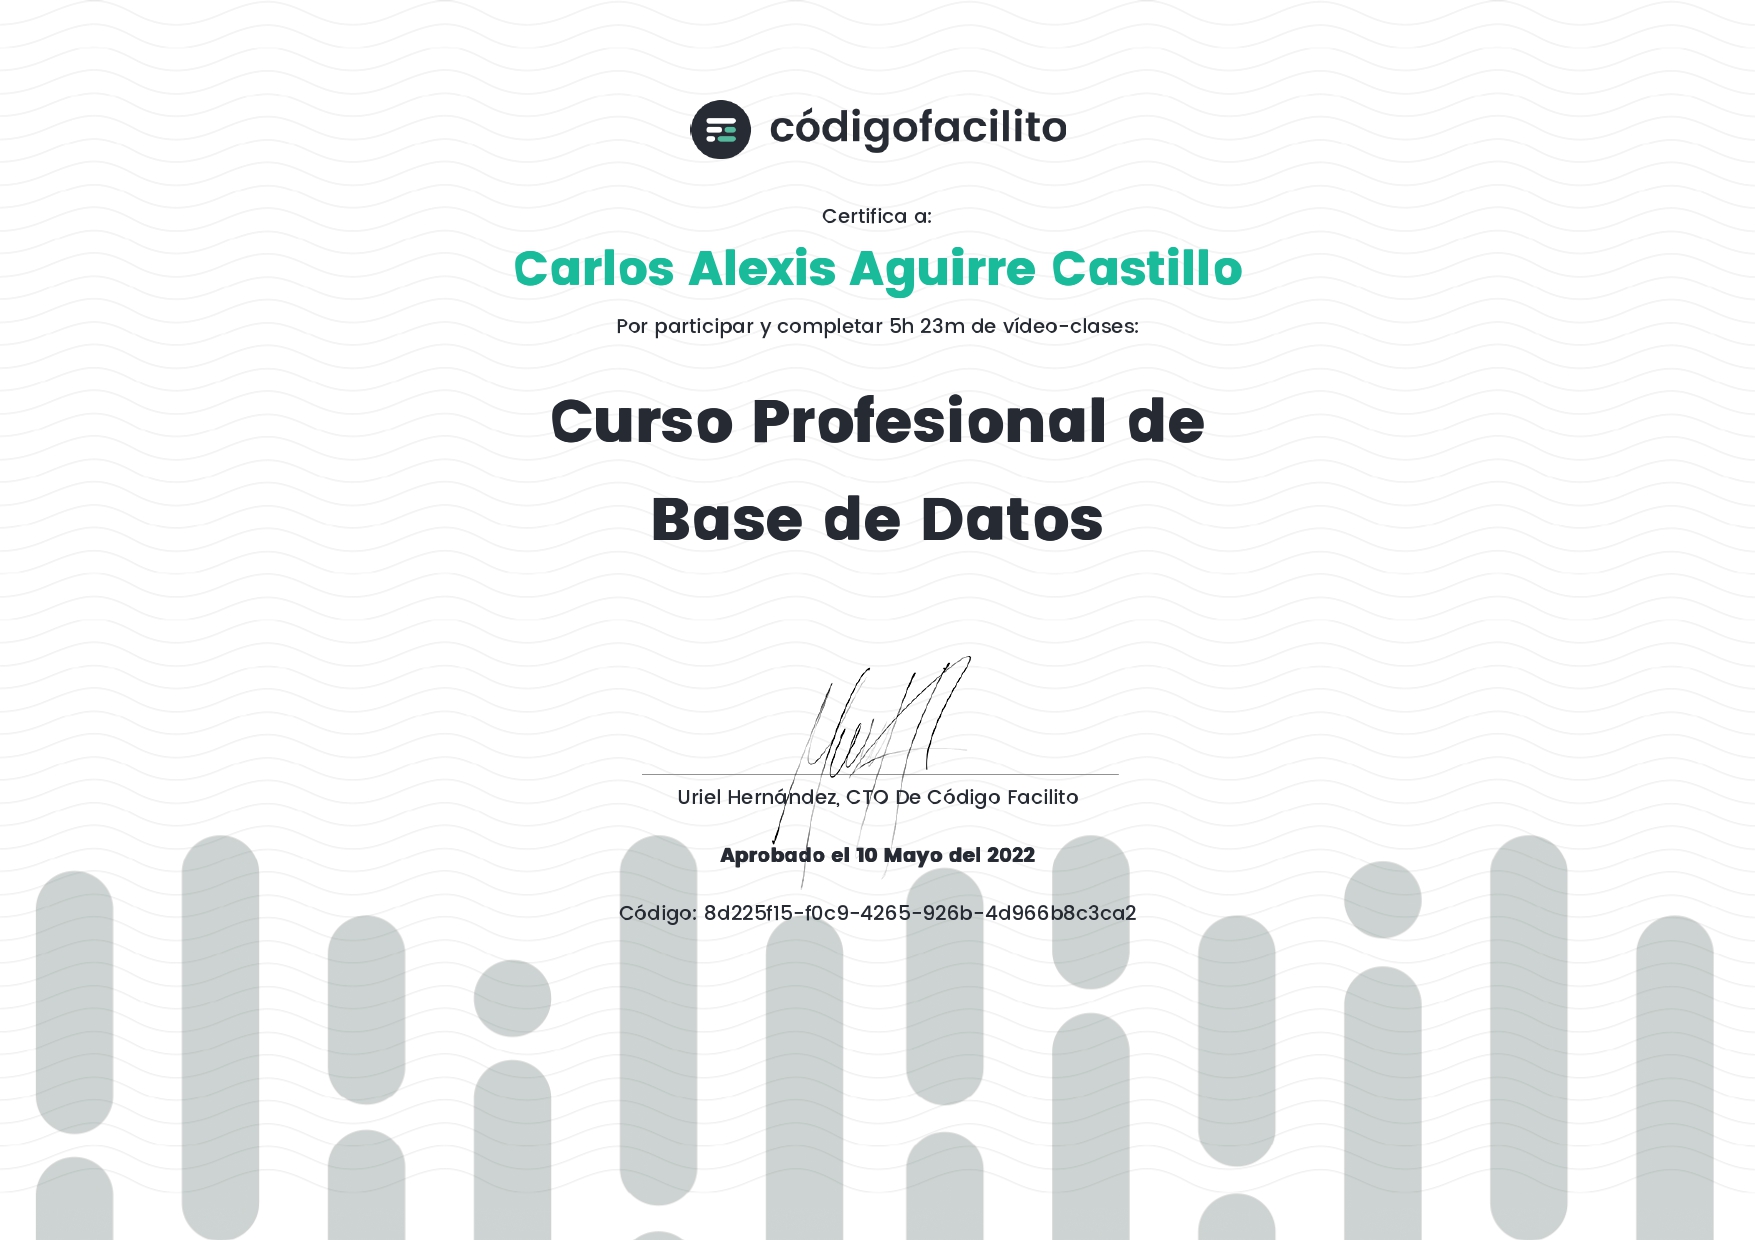 códigofacilito
Certifica a:
Carlos Alexis Aguirre Castillo
Por participar y completar 5h 23m de vídeo-clases:
Curso Profesional de
Base de Datos
Uriel Hernández, CTO De Código Facilito
Aprobado el 10 Mayo del 2022
Código: 8d225f15-f0c9-4265-926b-4d966b8c3ca2